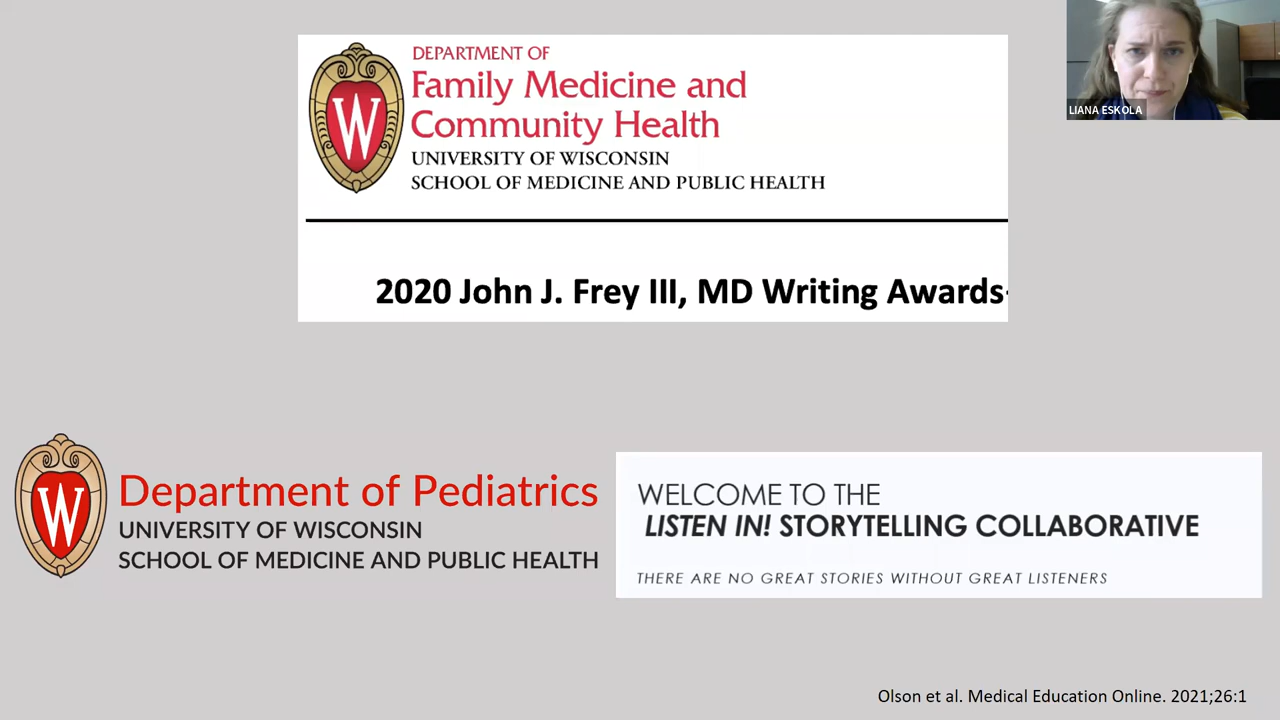 DEPARTMENT OF
Family Medicine and
Community Health
UNIVERSITY OF WISCONSIN
SCHOOL OF MEDICINE AND PUBLIC HEALTH
W
2020 John J. Frey III, MD Writing Awards-
LIANA ESKOLA
W
Department of Pediatrics
UNIVERSITY OF WISCONSIN
SCHOOL OF MEDICINE AND PUBLIC HEALTH
WELCOME TO THE
LISTEN IN! STORYTELLING COLLABORATIVE
THERE ARE NO GREAT STORIES WITHOUT GREAT LISTENERS
Olson et al. Medical Education Online. 2021;26:1